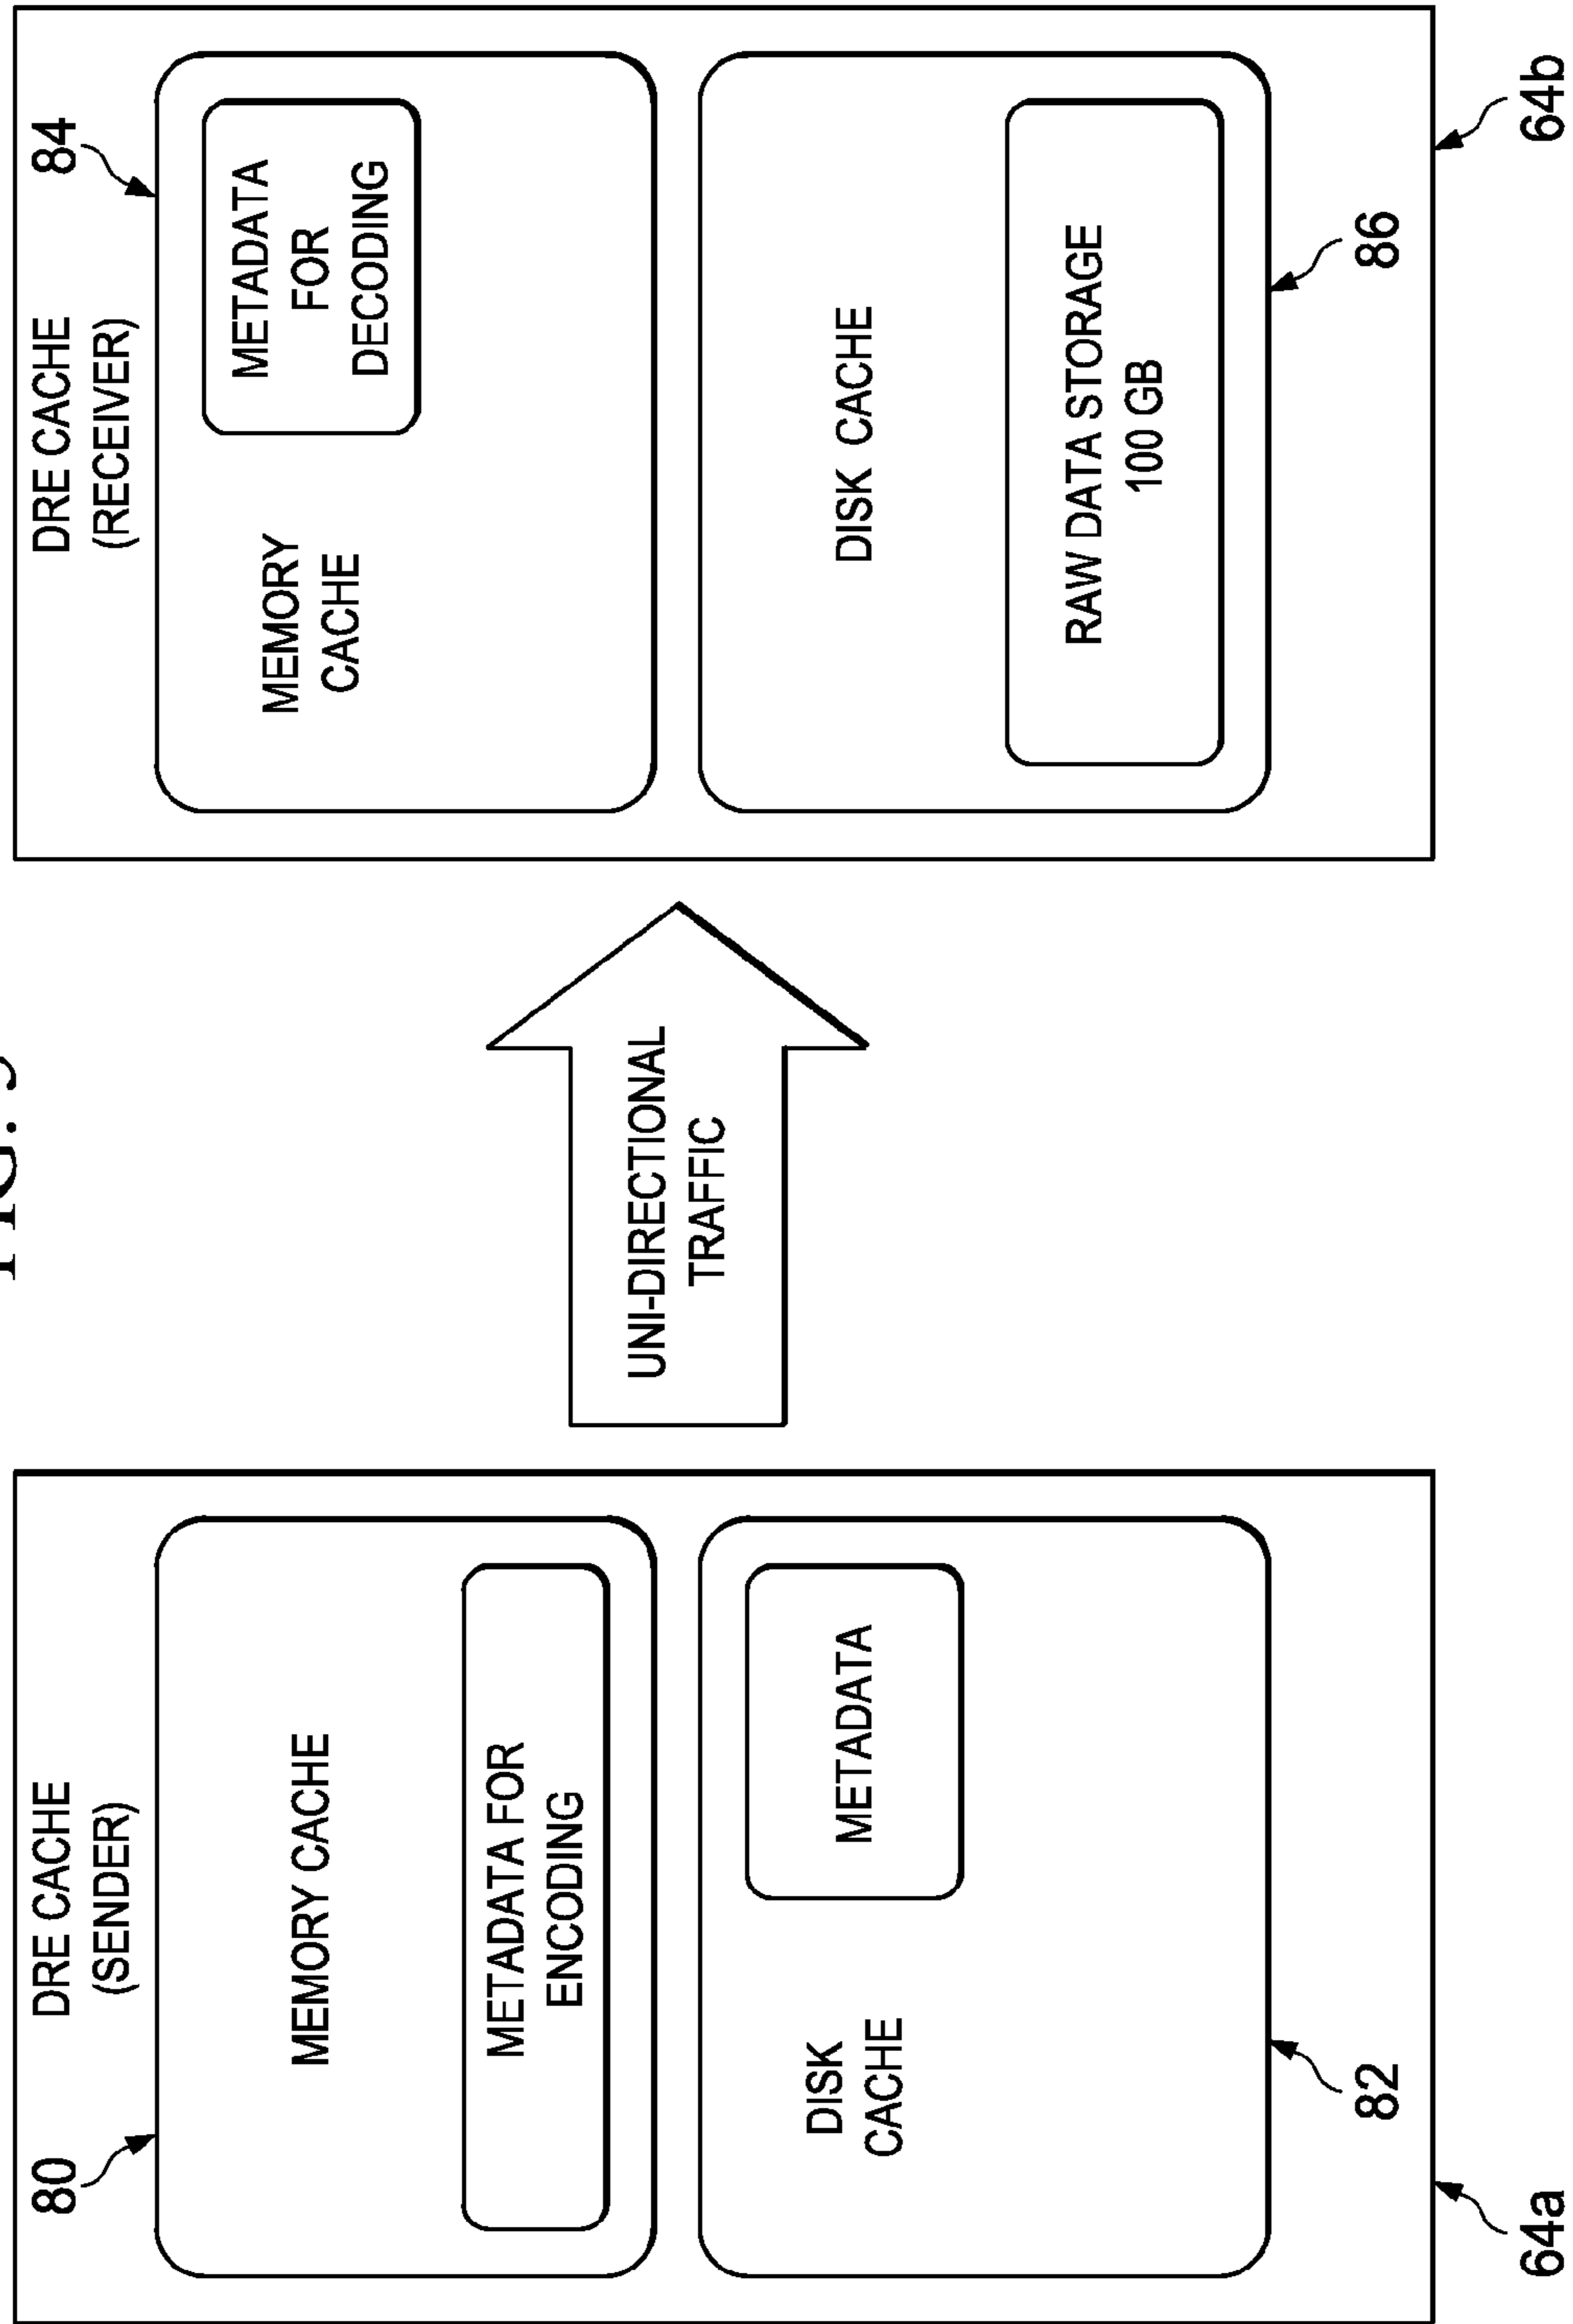 FIG.
DRE CACHE
(SENDER)
80
MEMORY CACHE
METADATA FOR
ENCODING
DISK
CACHE
METADATA
82
64a
UNI-DIRECTIONAL
TRAFFIC
DRE CACHE
(RECEIVER)
84
MEMORY
CACHE
METADATA
FOR
DECODING
DISK CACHE
RAW DATA STORAGE
100 GB
86
64b